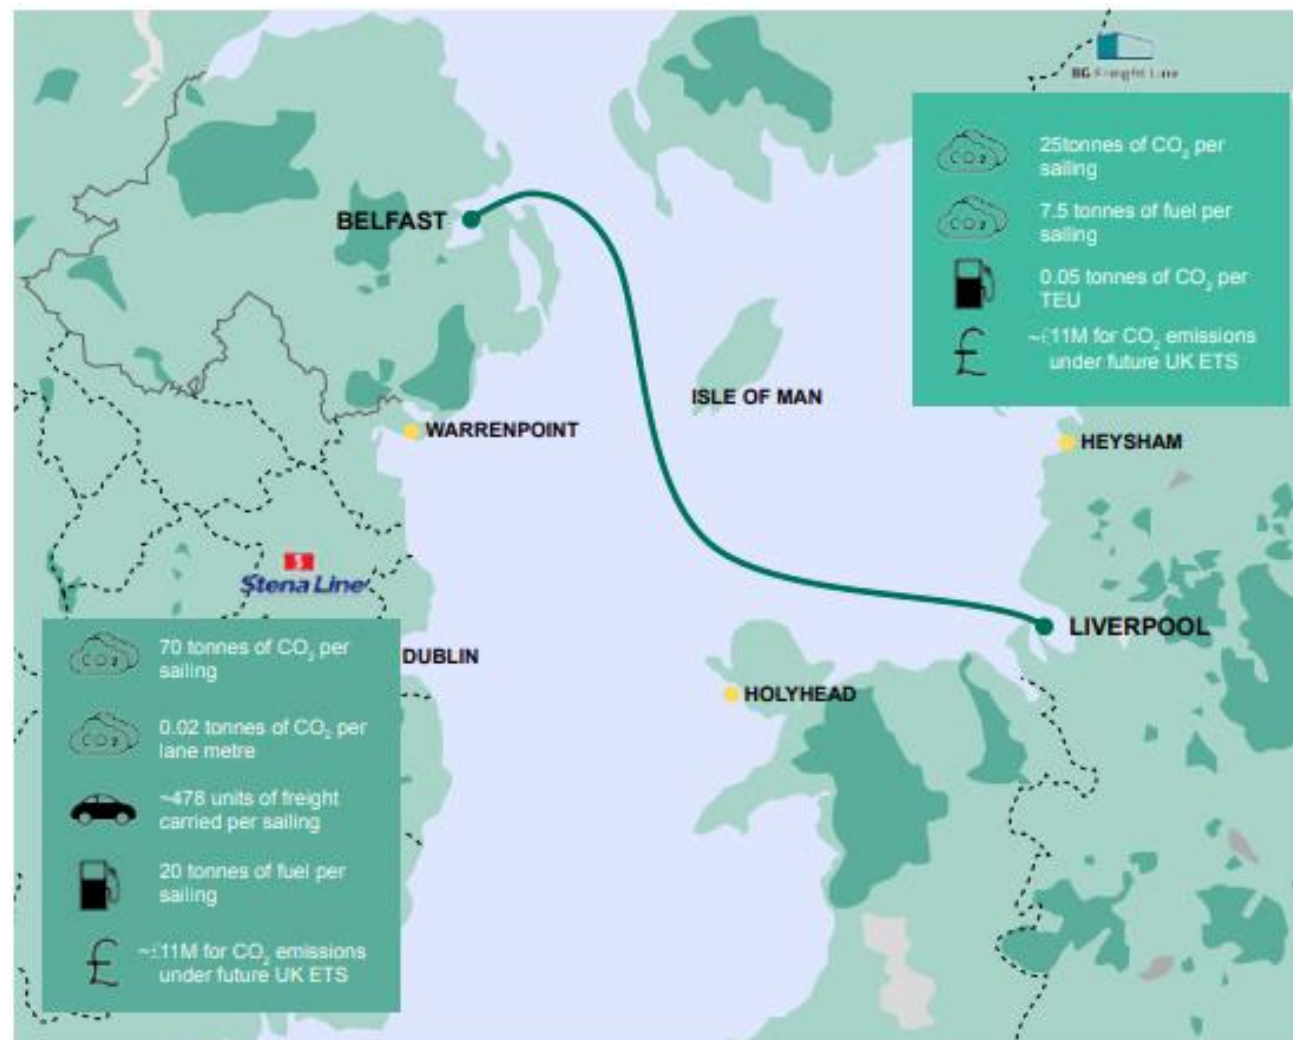 BG Freight Line
25tonnes of CO₂ per
sailing
CO2
7.5 tonnes of fuel per
sailing
CO2
0.05 tonnes of CO₂ per
TEU
~£11M for CO₂ emissions
under future UK ETS
£
BELFAST
ISLE OF MAN
WARRENPOINT
HEYSHAM
S
Stena Line
LIVERPOOL
DUBLIN
HOLYHEAD
CO2
70 tonnes of CO₂ per
sailing
CO2
0.02 tonnes of CO₂ per
lane metre
~478 units of freight
carried per sailing
20 tonnes of fuel per
sailing
£
~£11M for CO₂ emissions
under future UK ETS